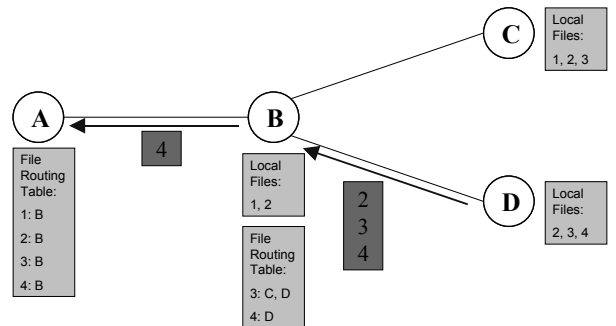 C
Local
Files:
1, 2, 3
A
B
4
File
Routing
Table:
1: B
2: B
3: B
4: B
Local
Files:
1, 2
File
Routing
Table:
3: C, D
4: D
2
3
4
D
Local
Files:
2, 3, 4